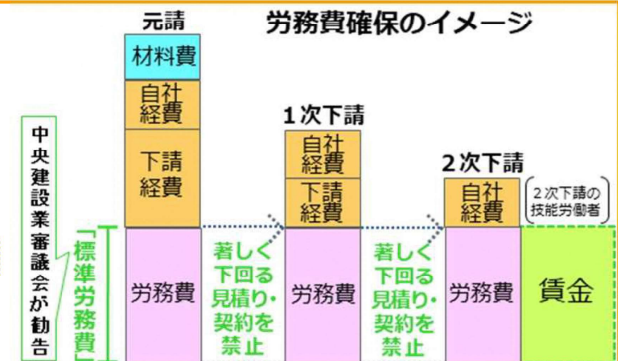 労務費確保のイメージ
元請
材料費
自社
経費
下請
経費
労務費
中央建設業審議会が勧告
「標準労務費」
著しく
下回る
見積り・
契約を
禁止
1次下請
自社
経費
下請
経費
労務費
著しく
下回る
見積り・
契約を
禁止
2次下請
自社
経費
労務費
2次下請の
技能労働者
賃金